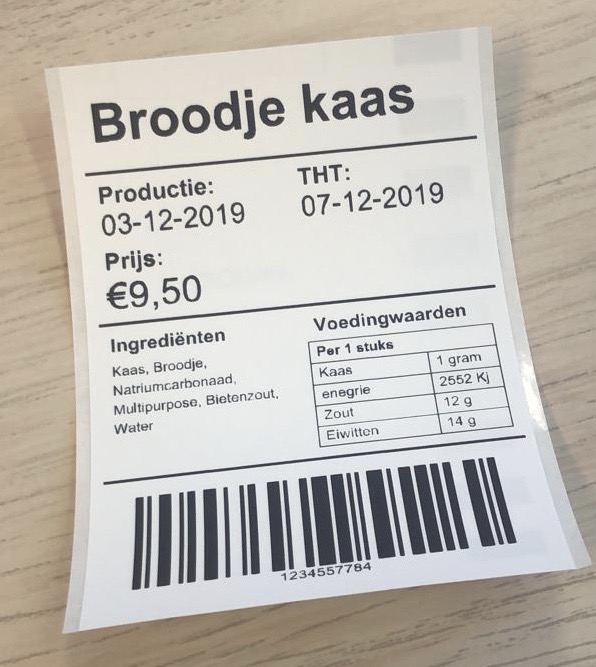 Broodje kaas
Productie:
03-12-2019
THT:
07-12-2019
Prijs:
€9,50
Ingrediënten
Kaas, Broodje,
Natriumcarbonaad,
Multipurpose, Bietenzout,
Water
Voedingwaarden
Per 1 stuks
Kaas 1 gram
enegrie 2552 Kj
Zout 12 g
Eiwitten 14 g
1234557784